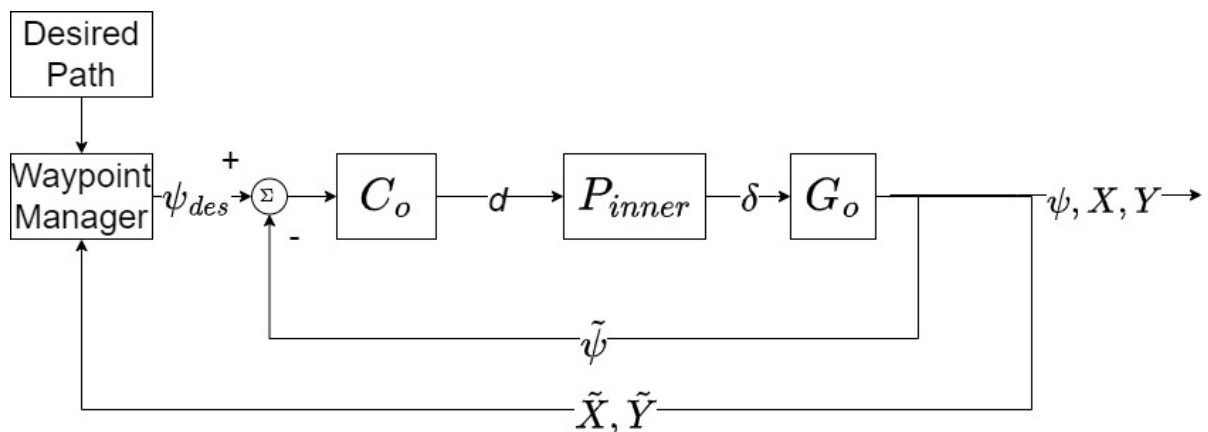 Desired
Path
Waypoint
Manager
ψ_des
+
Σ
-
C_o
d
P_inner
δ
G_o
ψ, X, Y
ψ̃
X̃, Ỹ